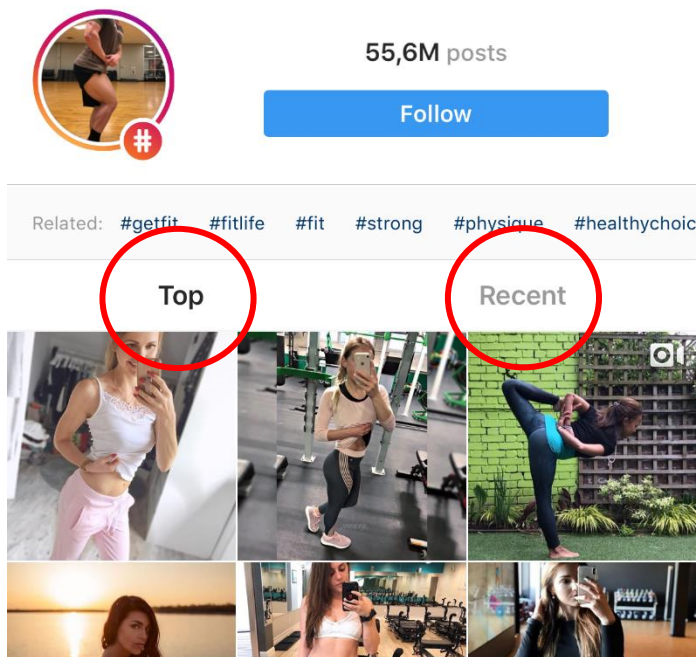 55,6M posts
#
Follow
Related: #getfit #fitlife #fit #strong #physique #healthychoic
Top Recent